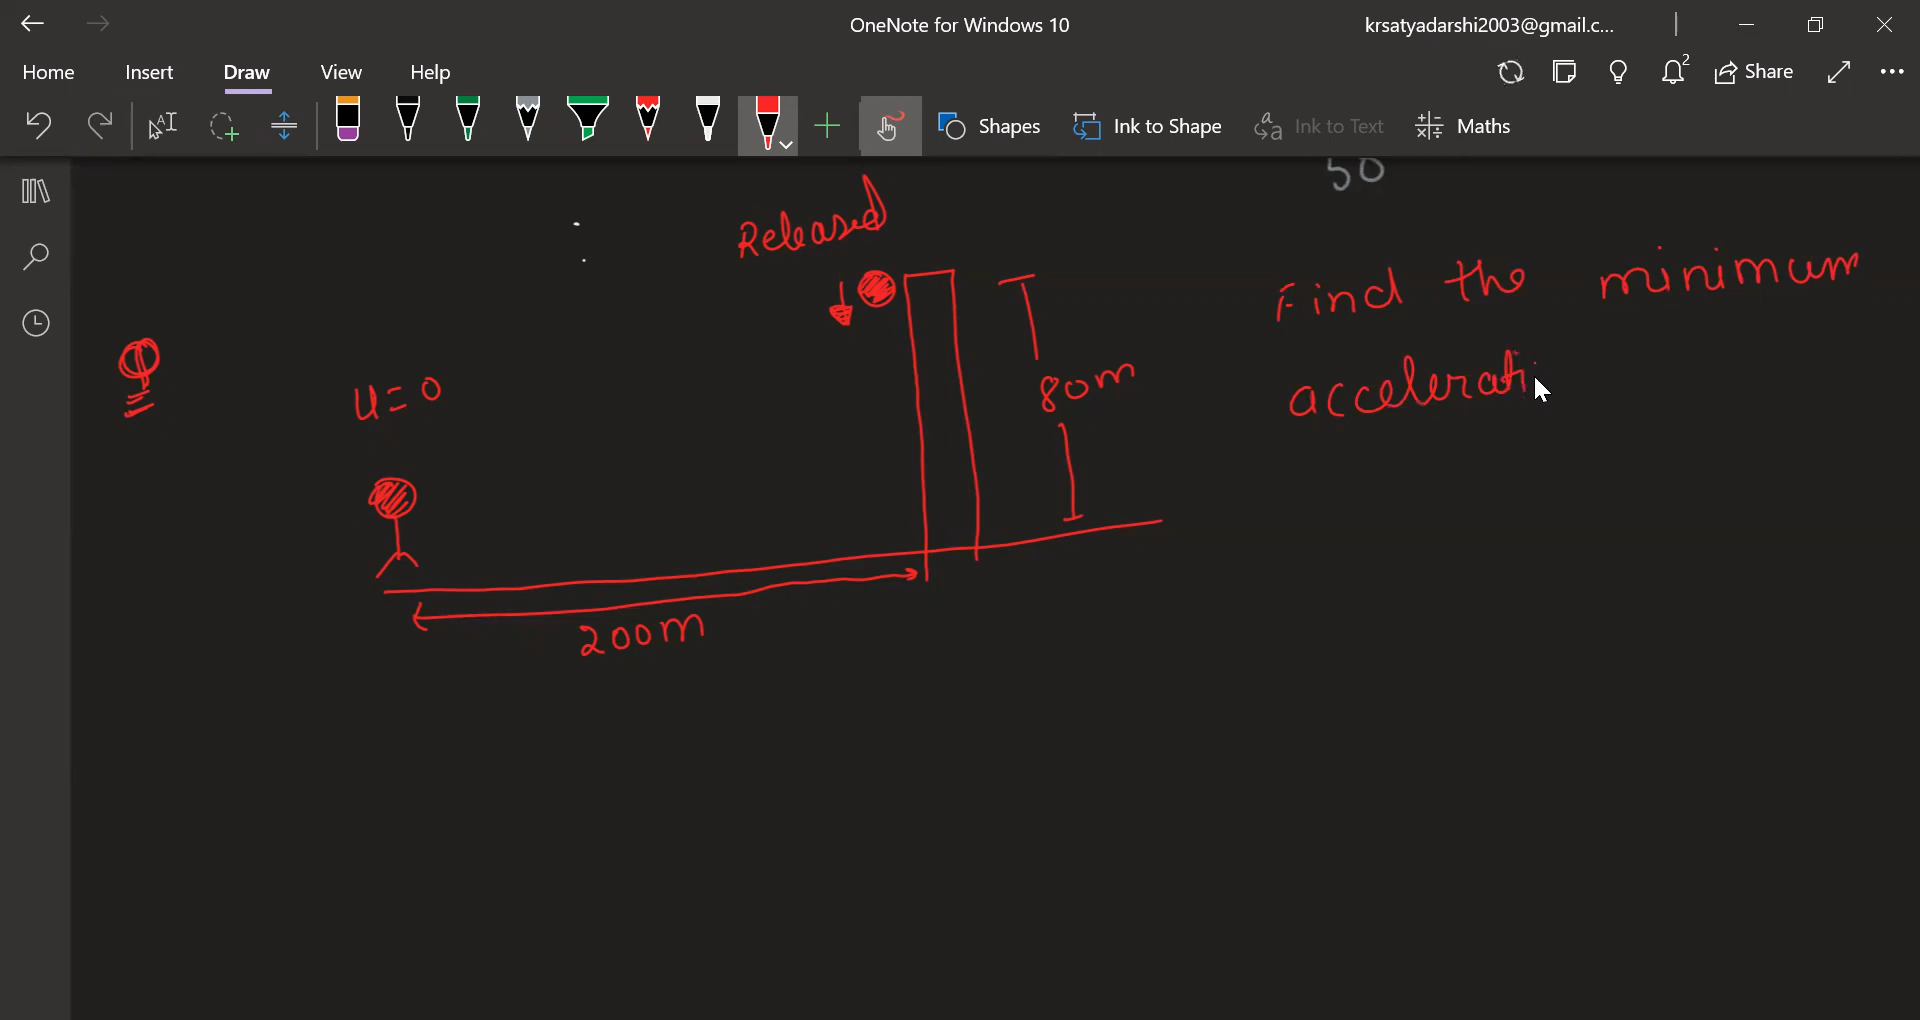 OneNote for Windows 10
krsatyadarshi2003@gmail.c...
Home Insert Draw View Help
2
Share
Shapes Ink to Shape Ink to Text Maths
50
Released
Find the minimum
accelerati
80m
u=0
200m